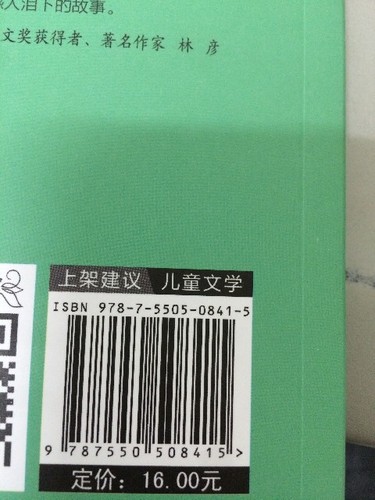 人泪下的故事。
文奖获得者、著名作家 林 彦
上架建议 儿童文学
ISBN 978-7-5505-0841-5
9 787550 508415>
定价：16.00元